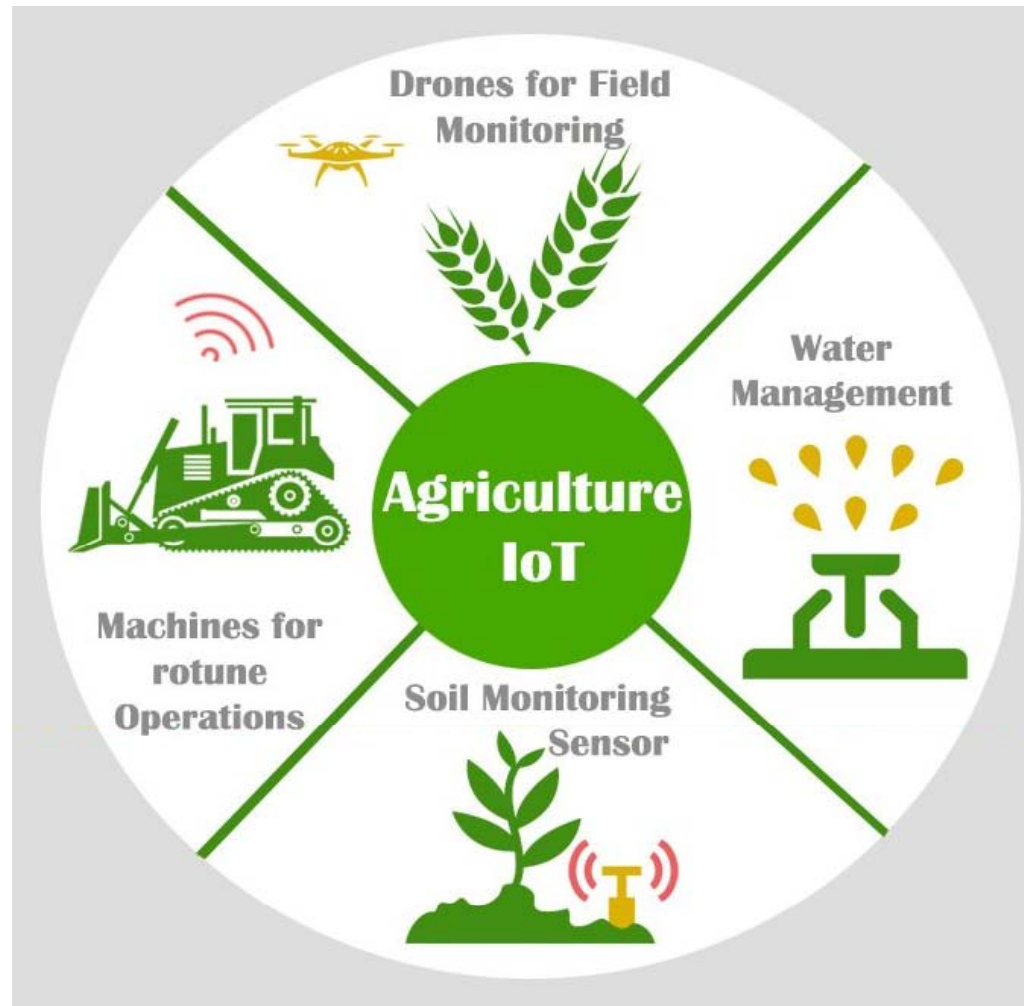 Drones for Field
Monitoring
Water
Management
Agriculture
IoT
Machines for
rotune
Operations
Soil Monitoring
Sensor